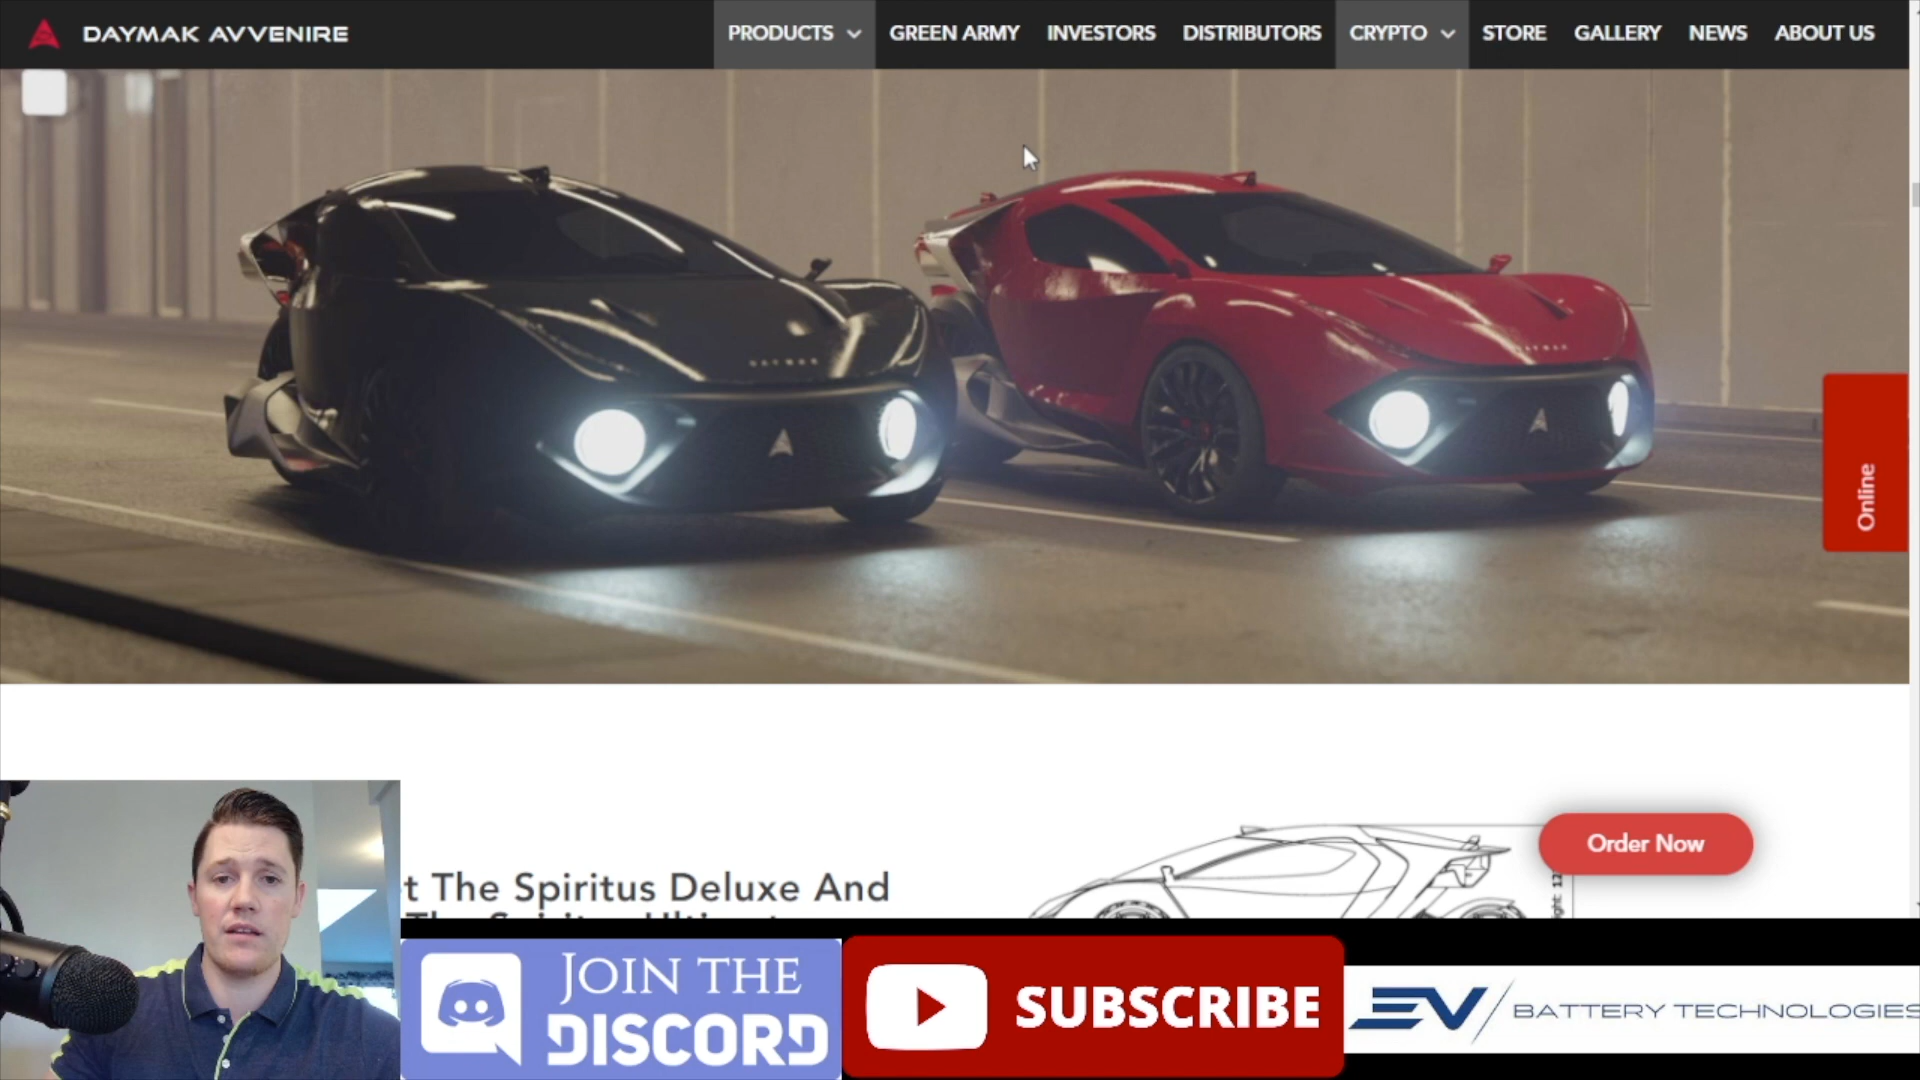 DAYMAK AVVENIRE
PRODUCTS
GREEN ARMY
INVESTORS
DISTRIBUTORS
CRYPTO
STORE
GALLERY
NEWS
ABOUT US
DAYMAK
Online
Order Now
t The Spiritus Deluxe And
JOIN THE
DISCORD
SUBSCRIBE
EV BATTERY TECHNOLOGIES